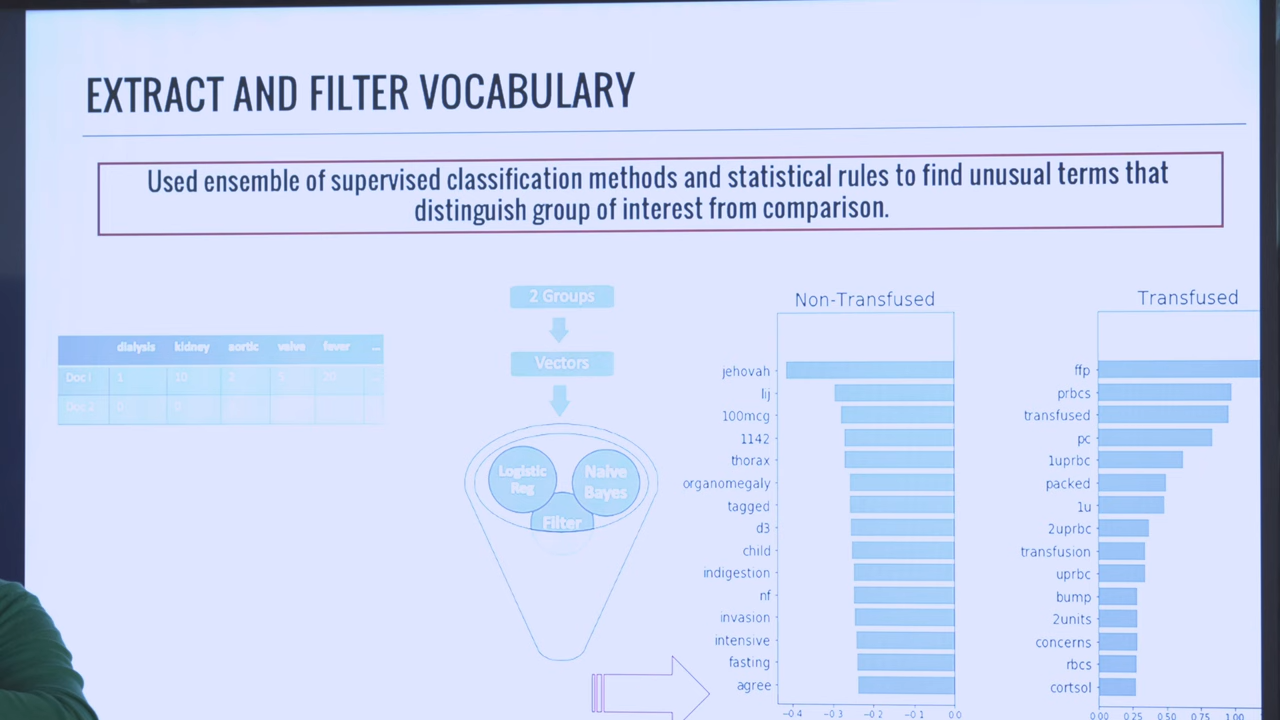 EXTRACT AND FILTER VOCABULARY
Used ensemble of supervised classification methods and statistical rules to find unusual terms that
distinguish group of interest from comparison.
dialysis kidney aortic valve fever ...
Doc 1 10 2 5 20
Doc 2 0 0
2 Groups
Vectors
Logistic
Reg
Naive
Bayes
Filter
Non-Transfused
jehovah
lij
100mcg
1142
thorax
organomegaly
tagged
d3
child
indigestion
nf
invasion
intensive
fasting
agree
−0.4 −0.3 −0.2 −0.1 0.0
Transfused
ffp
prbcs
transfused
pc
1uprbc
packed
1u
2uprbc
transfusion
uprbc
bump
2units
concerns
rbcs
cortsol
0.00 0.25 0.50 0.75 1.00